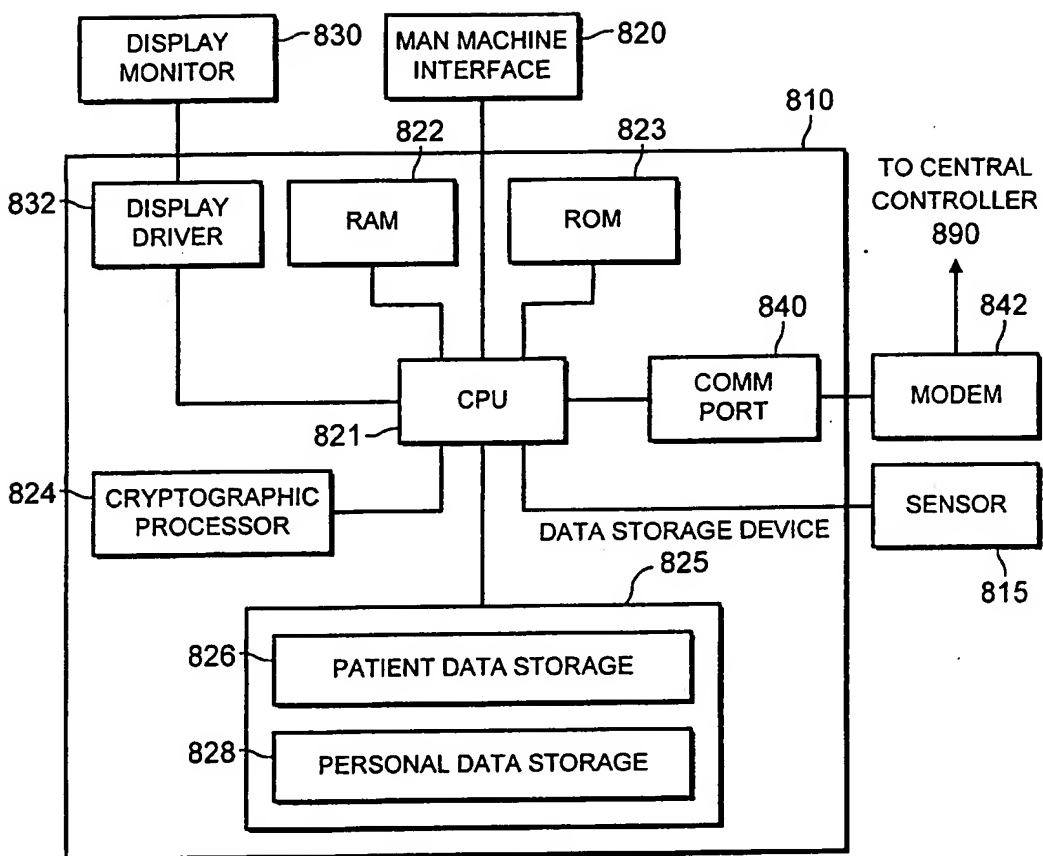 DISPLAY
MONITOR
830
MAN MACHINE
INTERFACE
820
810
822
823
832
DISPLAY
DRIVER
RAM
ROM
TO CENTRAL
CONTROLLER
890
840
842
CPU
821
COMM
PORT
MODEM
824
CRYPTOGRAPHIC
PROCESSOR
SENSOR
815
DATA STORAGE DEVICE
825
826
PATIENT DATA STORAGE
828
PERSONAL DATA STORAGE